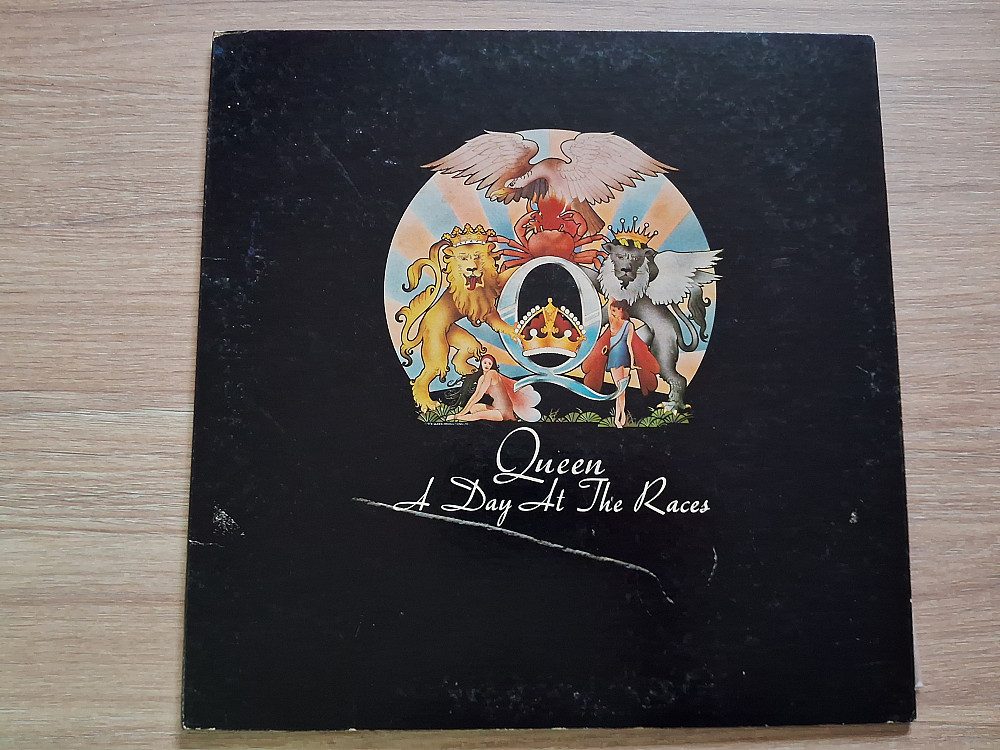 Queen
A Day At The Races